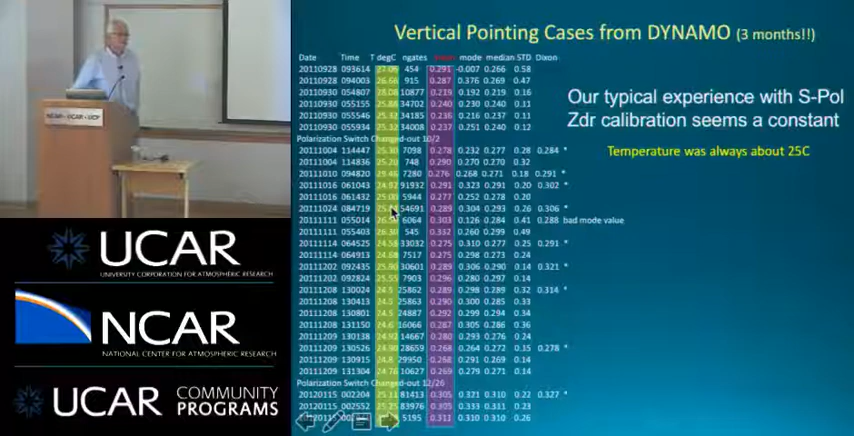 Vertical Pointing Cases from DYNAMO (3 months!!)
Date Time T degC ngates mode median STD Dixon
20110928 093614 454 0.291 -0.007 0.266 0.58
20110928 094003 26.66 915 0.287 0.376 0.269 0.47
20110930 054807 28.08 10877 0.219 0.192 0.219 0.16
20110930 055155 25.88 34702 0.240 0.230 0.240 0.11
20110930 055546 25.32 34185 0.236 0.216 0.237 0.11
20110930 055934 25.32 34008 0.237 0.251 0.240 0.12
Polarization Switch Changed-out 10/2
20111004 114447 25.30 7098 0.278 0.232 0.277 0.28 0.284 *
20111004 114836 25.20 748 0.290 0.270 0.270 0.32
20111010 094820 29.46 7280 0.276 0.268 0.271 0.18 0.291 *
20111016 061043 24.92 91932 0.291 0.323 0.291 0.20 0.302 *
20111016 061432 25.00 5944 0.277 0.252 0.278 0.20
20111024 084719 54691 0.289 0.304 0.293 0.26 0.306 *
20111111 055014 6064 0.303 0.126 0.284 0.41 0.288 bad mode value
20111111 055403 26.30 545 0.332 0.260 0.299 0.49
20111114 064525 24.58 33032 0.275 0.310 0.277 0.25 0.291 *
20111114 064913 24.68 7517 0.275 0.298 0.273 0.24
20111202 092435 30601 0.289 0.306 0.290 0.14 0.321 *
20111202 092824 25.55 7903 0.296 0.280 0.297 0.14
20111208 130024 24.5 25862 0.289 0.298 0.289 0.32 0.314 *
20111208 130413 24.5 25863 0.290 0.300 0.285 0.33
20111208 130801 24.5 24887 0.292 0.299 0.294 0.34
20111208 131150 24.6 16066 0.287 0.305 0.286 0.36
20111209 130138 24.92 14667 0.280 0.293 0.276 0.24
20111209 130526 24.90 28659 0.268 0.264 0.277 0.15 0.278 *
20111209 130915 24.8 29950 0.268 0.291 0.269 0.14
20111209 131304 24.76 10627 0.269 0.279 0.271 0.14
Polarization Switch Changed-out 12/26
20120115 002204 25.11 81413 0.305 0.321 0.310 0.22 0.327 *
20120115 002552 25.25 83976 0.305 0.333 0.311 0.23
5195 0.311 0.310 0.310 0.26
Our typical experience with S-Pol
Zdr calibration seems a constant
Temperature was always about 25C
NCAR - UCAR - UCP
UCAR
UNIVERSITY CORPORATION FOR ATMOSPHERIC RESEARCH
NCAR
NATIONAL CENTER FOR ATMOSPHERIC RESEARCH
UCAR COMMUNITY
PROGRAMS